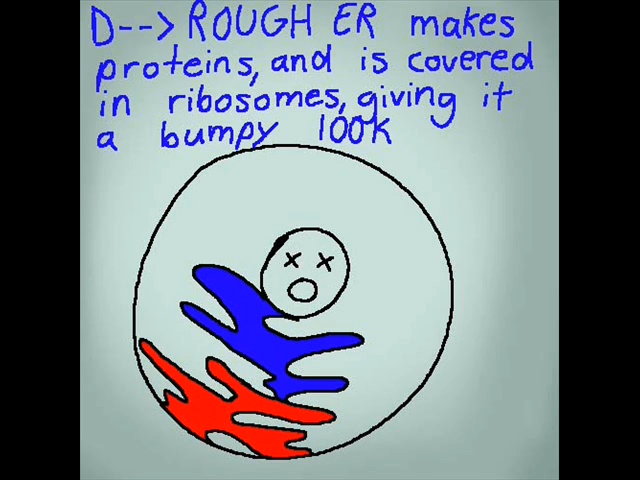 D--> ROUGH ER makes
proteins, and is covered
in ribosomes, giving it
a bumpy look